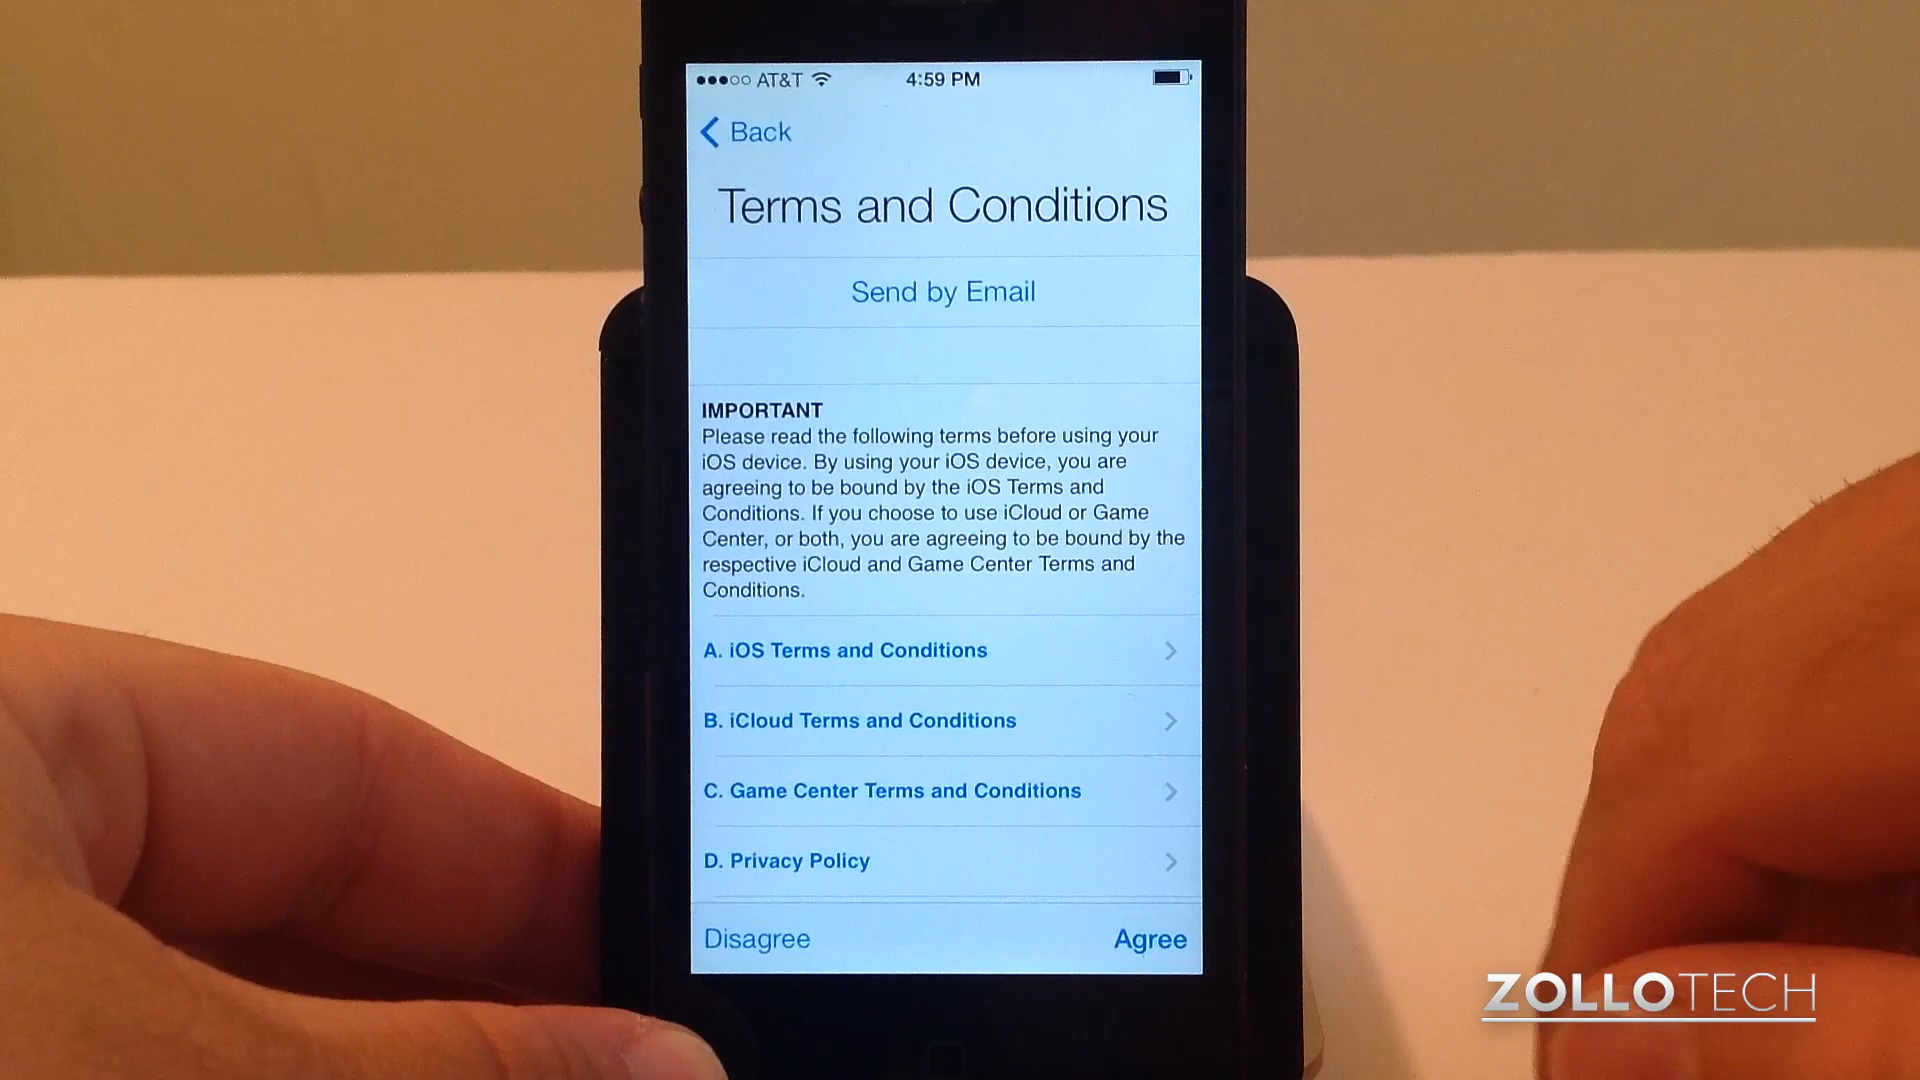 AT&T 4:59 PM
Back
Terms and Conditions
Send by Email
IMPORTANT
Please read the following terms before using your
iOS device. By using your iOS device, you are
agreeing to be bound by the iOS Terms and
Conditions. If you choose to use iCloud or Game
Center, or both, you are agreeing to be bound by the
respective iCloud and Game Center Terms and
Conditions.
A. iOS Terms and Conditions
B. iCloud Terms and Conditions
C. Game Center Terms and Conditions
D. Privacy Policy
Disagree Agree
ZOLLOTECH